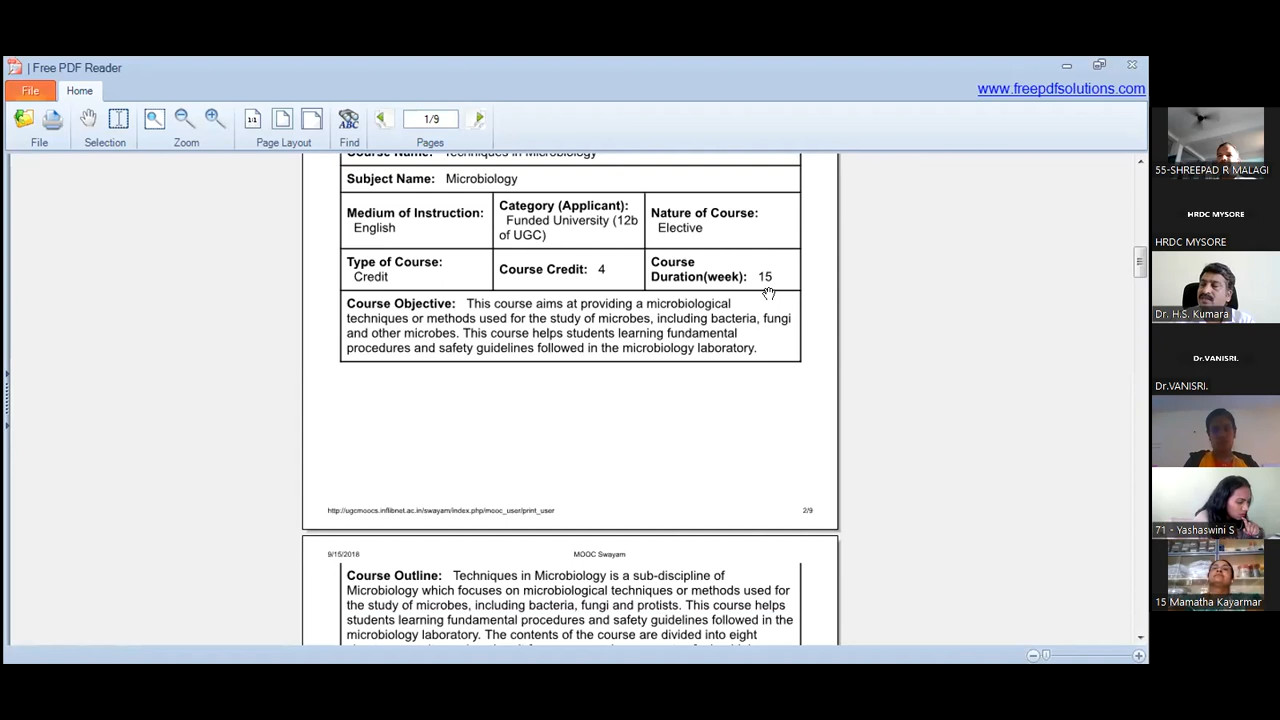 | Free PDF Reader
www.freepdfsolutions.com
File
Home
1:1
ABC
1/9
File
Selection
Zoom
Page Layout
Find
Pages
Course Name: Techniques in Microbiology
Subject Name: Microbiology
Medium of Instruction:
English
Category (Applicant):
Funded University (12b
of UGC)
Nature of Course:
Elective
Type of Course:
Credit
Course Credit: 4
Course
Duration(week): 15
Course Objective: This course aims at providing a microbiological
techniques or methods used for the study of microbes, including bacteria, fungi
and other microbes. This course helps students learning fundamental
procedures and safety guidelines followed in the microbiology laboratory.
http://ugcmoocs.inflibnet.ac.in/swayam/index.php/mooc_user/print_user
2/9
9/15/2018
MOOC Swayam
Course Outline: Techniques in Microbiology is a sub-discipline of
Microbiology which focuses on microbiological techniques or methods used for
the study of microbes, including bacteria, fungi and protists. This course helps
students learning fundamental procedures and safety guidelines followed in the
microbiology laboratory. The contents of the course are divided into eight
55-SHREEPAD R MALAGI
HRDC MYSORE
HRDC MYSORE
Dr. H.S. Kumara
Dr.VANISRI.
Dr.VANISRI.
71 - Yashaswini S
15 Mamatha Kayarmar